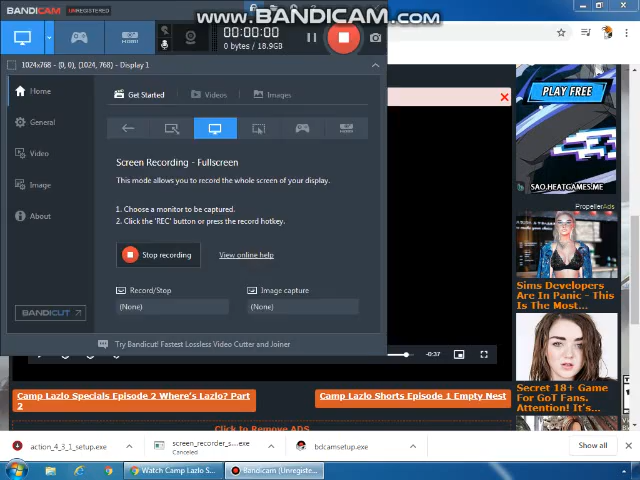 BANDICAM UNREGISTERED
WWW.BANDICAM.COM
HDMI
00:00:00
0 bytes / 18.9GB
1024x768 - (0, 0), (1024, 768) - Display 1
Home
General
Video
Image
About
BANDICUT
Get Started
Videos
Images
Screen Recording - Fullscreen
This mode allows you to record the whole screen of your display.
1. Choose a monitor to be captured.
2. Click the 'REC' button or press the record hotkey.
Stop recording
View online help
Record/Stop
Image capture
(None)
(None)
Try Bandicut! Fastest Lossless Video Cutter and Joiner
PLAY FREE
SAO.HEATGAMES.ME
PropellerAds
Sims Developers
Are In Panic - This
Is The Most...
Secret 18+ Game
For GoT Fans.
Attention! It's...
-0:37
Camp Lazlo Specials Episode 2 Where's Lazlo? Part
2
Camp Lazlo Shorts Episode 1 Empty Nest
Click to Remove ADS
action_4_3_1_setup.exe
screen_recorder_s....exe
Canceled
bdcamsetup.exe
Show all
Watch Camp Lazlo S...
Bandicam (Unregiste...